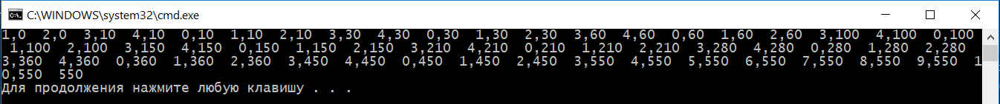 C:\WINDOWS\system32\cmd.exe
1,0  2,0  3,10  4,10  0,10  1,10  2,10  3,30  4,30  0,30  1,30  2,30  3,60  4,60  0,60  1,60  2,60  3,100  4,100  0,100
 1,100  2,100  3,150  4,150  0,150  1,150  2,150  3,210  4,210  0,210  1,210  2,210  3,280  4,280  0,280  1,280  2,280
3,360  4,360  0,360  1,360  2,360  3,450  4,450  0,450  1,450  2,450  3,550  4,550  5,550  6,550  7,550  8,550  9,550  1
0,550  550
Для продолжения нажмите любую клавишу . . .